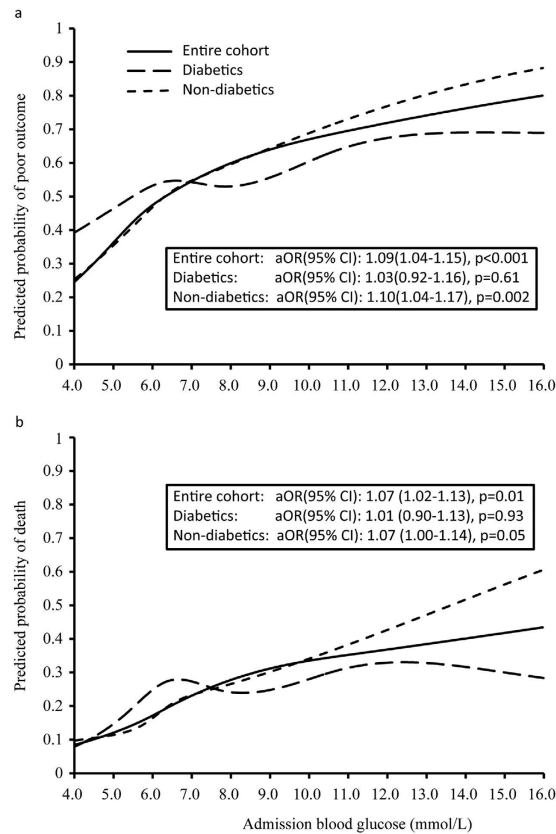 a
Entire cohort
Diabetics
Non-diabetics
Predicted probability of poor outcome
1
0.9
0.8
0.7
0.6
0.5
0.4
0.3
0.2
0.1
0
Entire cohort: aOR(95% CI): 1.09(1.04-1.15), p<0.001
Diabetics: aOR(95% CI): 1.03(0.92-1.16), p=0.61
Non-diabetics: aOR(95% CI): 1.10(1.04-1.17), p=0.002
4.0 5.0 6.0 7.0 8.0 9.0 10.0 11.0 12.0 13.0 14.0 15.0 16.0
b
Predicted probability of death
1
0.9
0.8
0.7
0.6
0.5
0.4
0.3
0.2
0.1
0
Entire cohort: aOR(95% CI): 1.07 (1.02-1.13), p=0.01
Diabetics: aOR(95% CI): 1.01 (0.90-1.13), p=0.93
Non-diabetics: aOR(95% CI): 1.07 (1.00-1.14), p=0.05
4.0 5.0 6.0 7.0 8.0 9.0 10.0 11.0 12.0 13.0 14.0 15.0 16.0
Admission blood glucose (mmol/L)